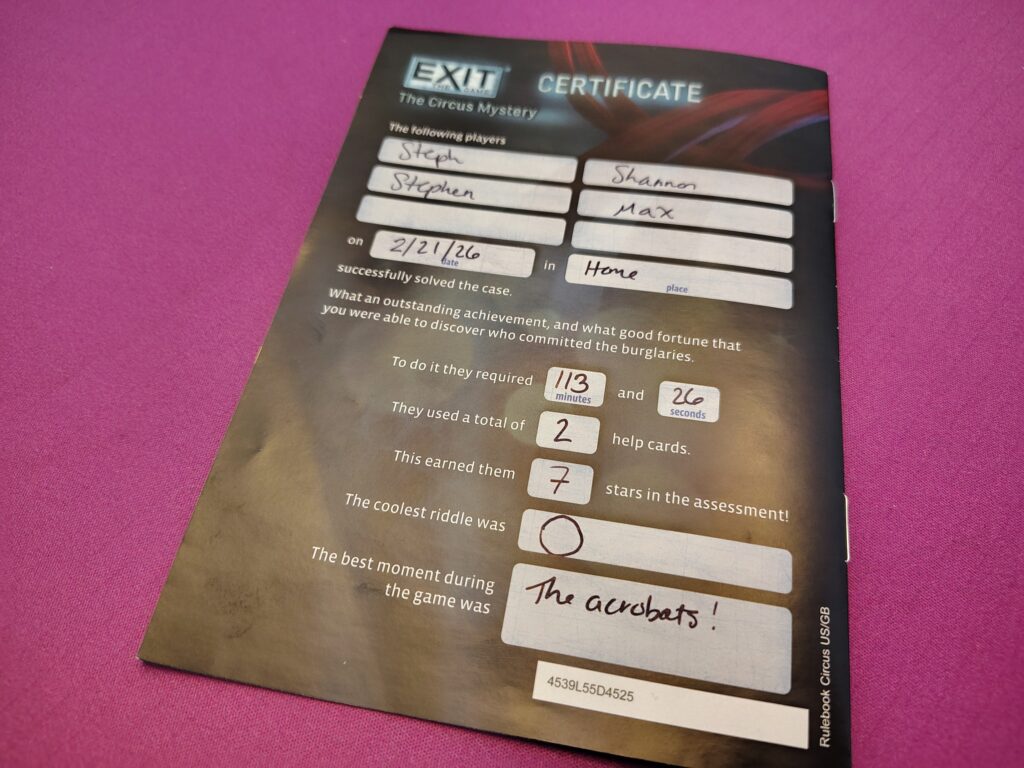 EXIT® CERTIFICATE
THE GAME
The Circus Mystery
The following players
Steph Shannon
Stephen Max
on 2/21/26 in Home
date place
successfully solved the case.
What an outstanding achievement, and what good fortune that
you were able to discover who committed the burglaries.
To do it they required 113 and 26
minutes seconds
They used a total of 2 help cards.
This earned them 7 stars in the assessment!
The coolest riddle was O
The best moment during
the game was The acrobats!
4539L55D4525
Rulebook Circus US/GB